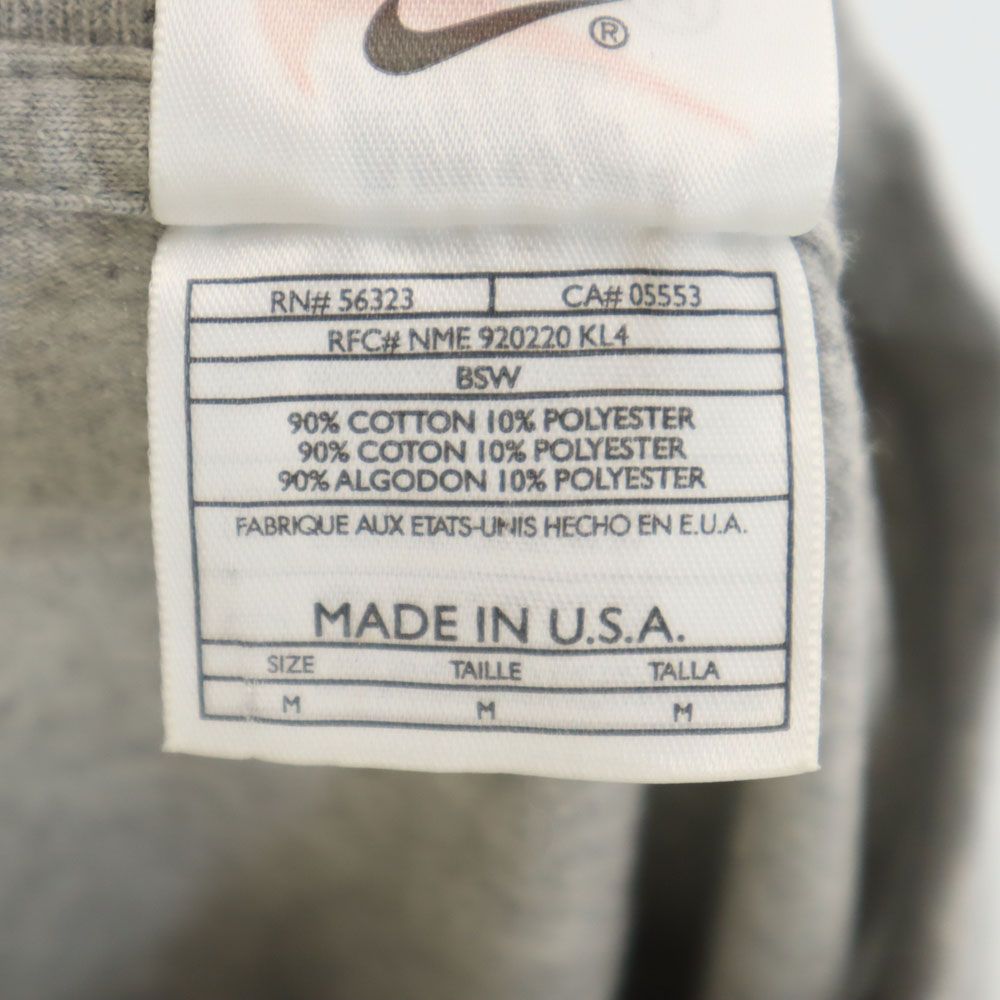 ®
RN# 56323 CA# 05553
RFC# NME 920220 KL4
BSW
90% COTTON 10% POLYESTER
90% COTON 10% POLYESTER
90% ALGODON 10% POLYESTER
FABRIQUE AUX ETATS-UNIS HECHO EN E.U.A.
MADE IN U.S.A.
SIZE TAILLE TALLA
M M M